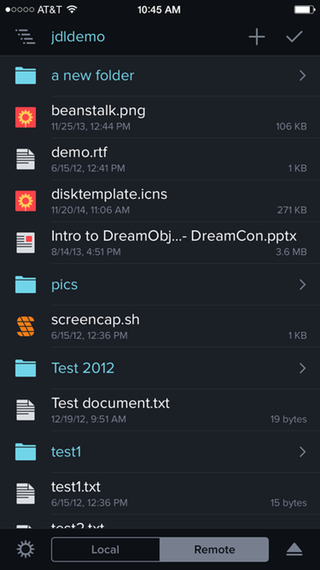 AT&T 10:45 AM
jdldemo
a new folder
beanstalk.png
11/25/13, 12:44 PM 106 KB
demo.rtf
6/15/12, 12:41 PM 1 KB
disktemplate.icns
11/20/14, 11:06 AM 271 KB
Intro to DreamObj...- DreamCon.pptx
8/14/13, 4:51 PM 3.6 MB
pics
screencap.sh
6/15/12, 12:36 PM 1 KB
Test 2012
Test document.txt
12/19/12, 9:51 AM 19 bytes
test1
test1.txt
6/15/12, 12:36 PM 15 bytes
test2.txt
Local Remote